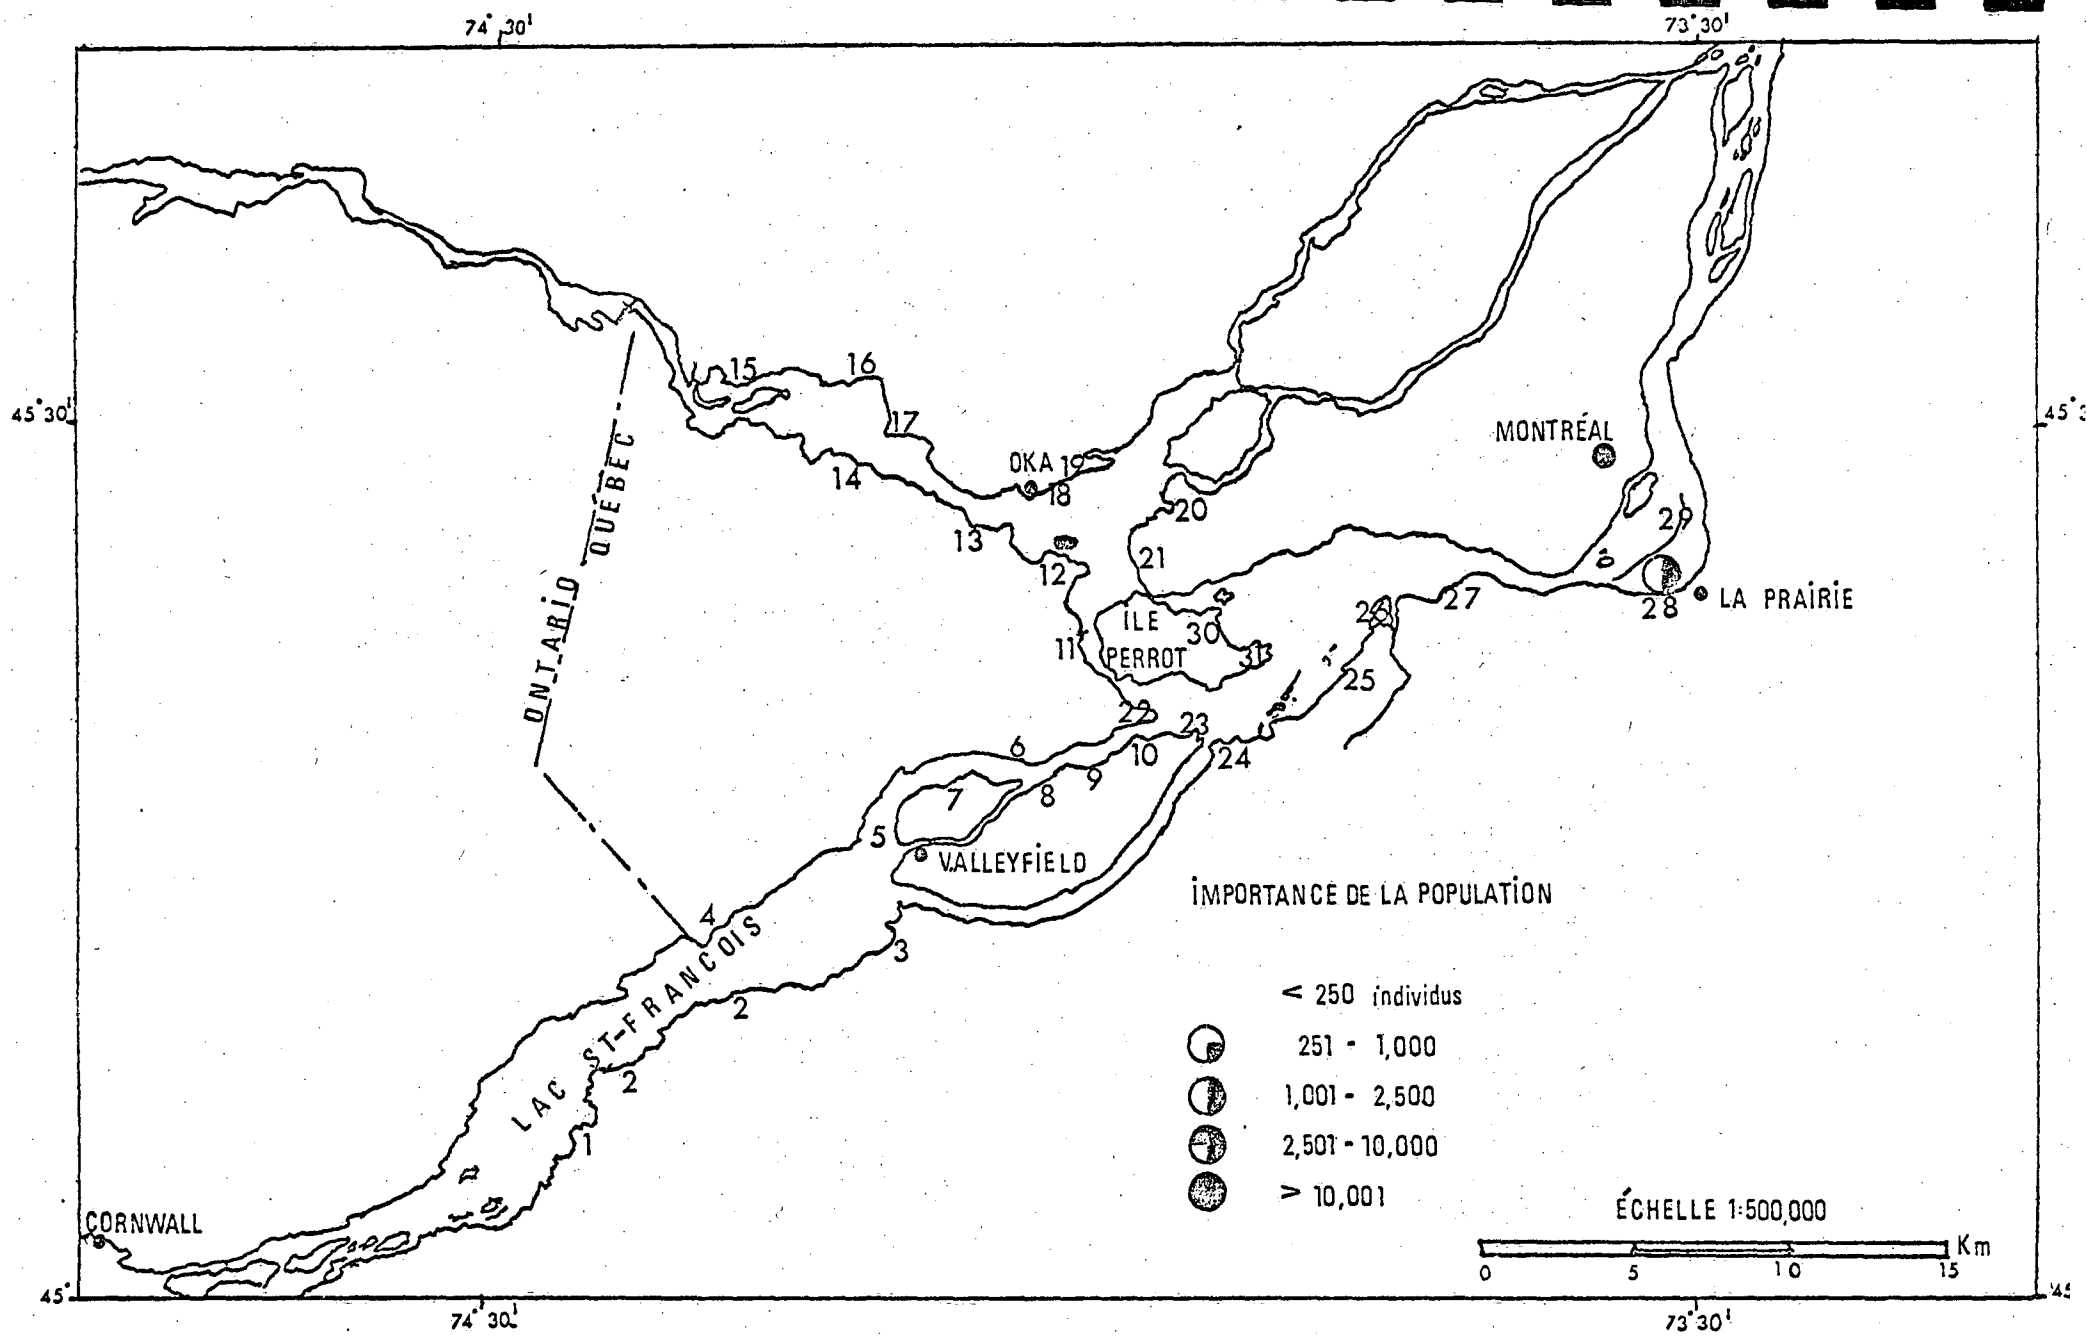 74°30'
73°30'
15
16
45°30'
17
MONTRÉAL
45°3
QUÉBEC
OKA 19
14
18
20
29
13
21
12
ONTARIO
LA PRAIRIE
26
27
28
ÎLE
30
11
PERROT
31
25
22
23
6
10
24
9
7
8
5
VALLEYFIELD
IMPORTANCE DE LA POPULATION
4
3
LAC ST-FRANCOIS
2
< 250 individus
251 - 1,000
2
1,001 - 2,500
1
2,501 - 10,000
> 10,001
CORNWALL
ÉCHELLE 1:500,000
Km
0 5 10 15
45°
45
74°30'
73°30'